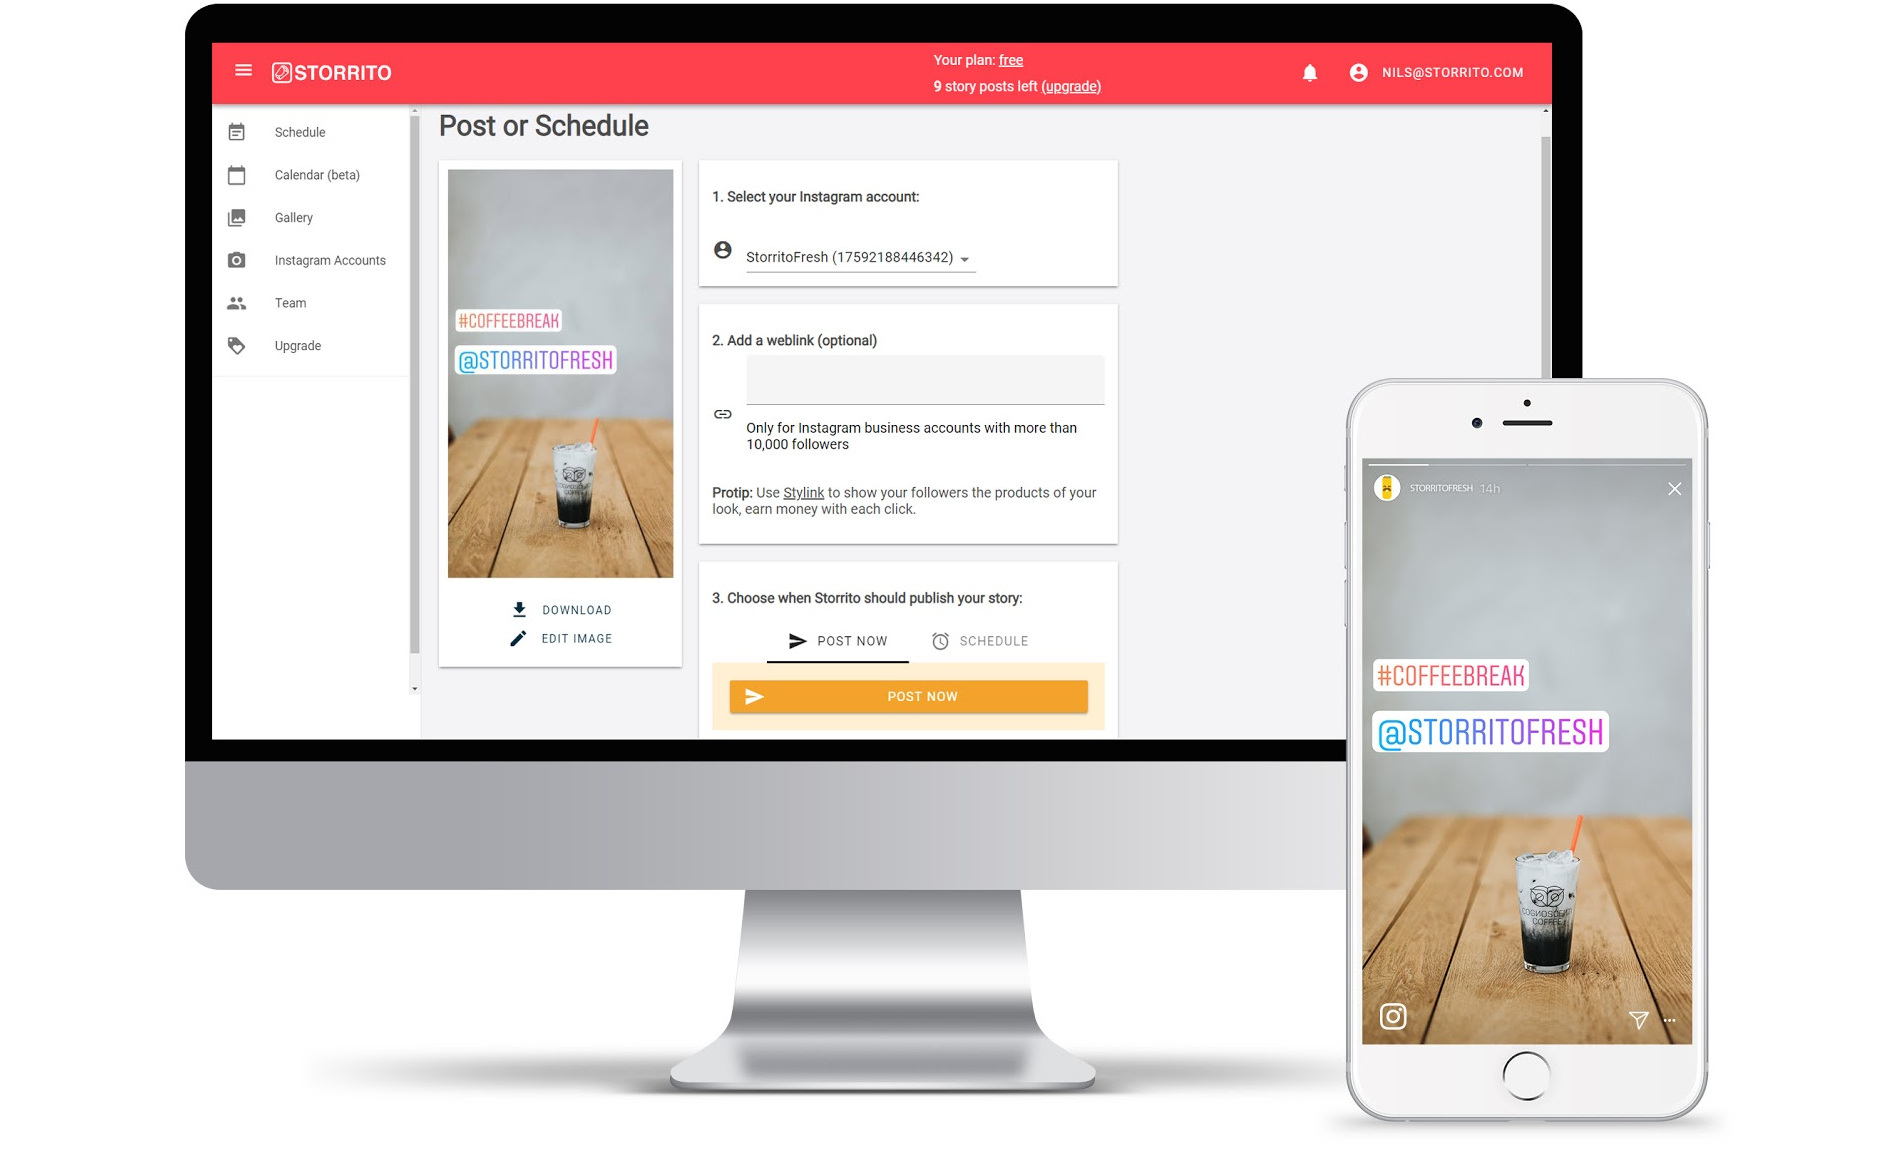 STORRITO
Your plan: free
9 story posts left (upgrade)
NILS@STORRITO.COM
Schedule
Calendar (beta)
Gallery
Instagram Accounts
Team
Upgrade
Post or Schedule
#COFFEEBREAK
@STORRITOFRESH
COFFEE
DOWNLOAD
EDIT IMAGE
1. Select your Instagram account:
StorritoFresh (17592188446342)
2. Add a weblink (optional)
Only for Instagram business accounts with more than
10,000 followers
Protip: Use Stylink to show your followers the products of your
look, earn money with each click.
3. Choose when Storrito should publish your story:
POST NOW
SCHEDULE
POST NOW
STORRITOFRESH 14h
#COFFEEBREAK
@STORRITOFRESH
COFFEE